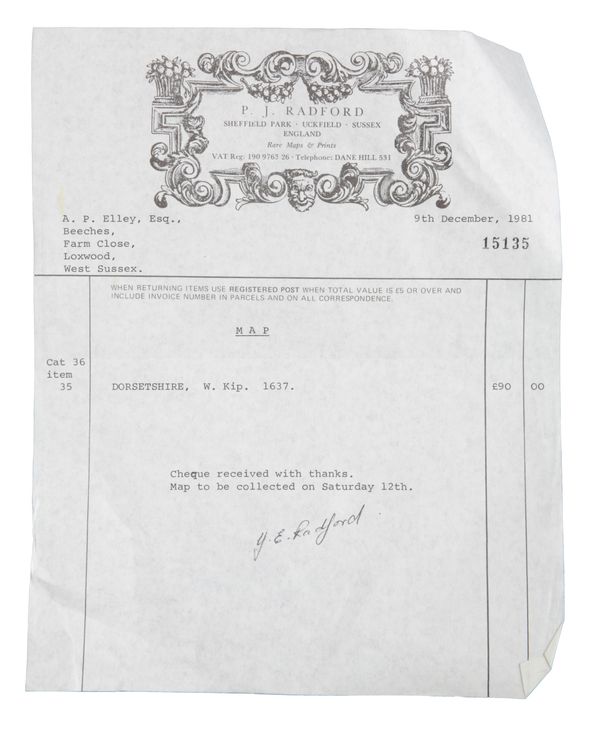 P. J. RADFORD
SHEFFIELD PARK · UCKFIELD · SUSSEX
ENGLAND
Rare Maps & Prints
VAT Reg: 190 9763 26 · Telephone: DANE HILL 531
A. P. Elley, Esq.,
9th December, 1981
Beeches,
Farm Close,
15135
Loxwood,
West Sussex.
WHEN RETURNING ITEMS USE REGISTERED POST WHEN TOTAL VALUE IS £5 OR OVER AND
INCLUDE INVOICE NUMBER IN PARCELS AND ON ALL CORRESPONDENCE.
M A P
Cat 36
item
35 DORSETSHIRE, W. Kip. 1637. £90 00
Cheque received with thanks.
Map to be collected on Saturday 12th.
Y. E. Radford